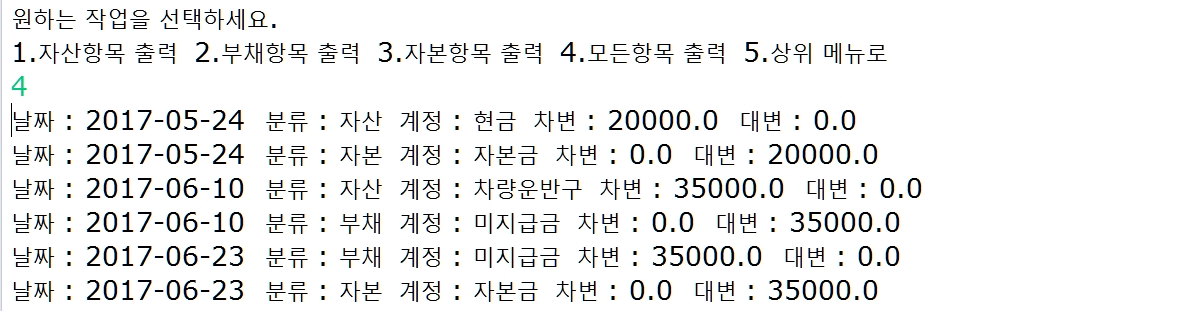 원하는 작업을 선택하세요.
1.자산항목 출력 2.부채항목 출력 3.자본항목 출력 4.모든항목 출력 5.상위 메뉴로
4
날짜 : 2017-05-24 분류 : 자산 계정 : 현금 차변 : 20000.0 대변 : 0.0
날짜 : 2017-05-24 분류 : 자본 계정 : 자본금 차변 : 0.0 대변 : 20000.0
날짜 : 2017-06-10 분류 : 자산 계정 : 차량운반구 차변 : 35000.0 대변 : 0.0
날짜 : 2017-06-10 분류 : 부채 계정 : 미지급금 차변 : 0.0 대변 : 35000.0
날짜 : 2017-06-23 분류 : 부채 계정 : 미지급금 차변 : 35000.0 대변 : 0.0
날짜 : 2017-06-23 분류 : 자본 계정 : 자본금 차변 : 0.0 대변 : 35000.0